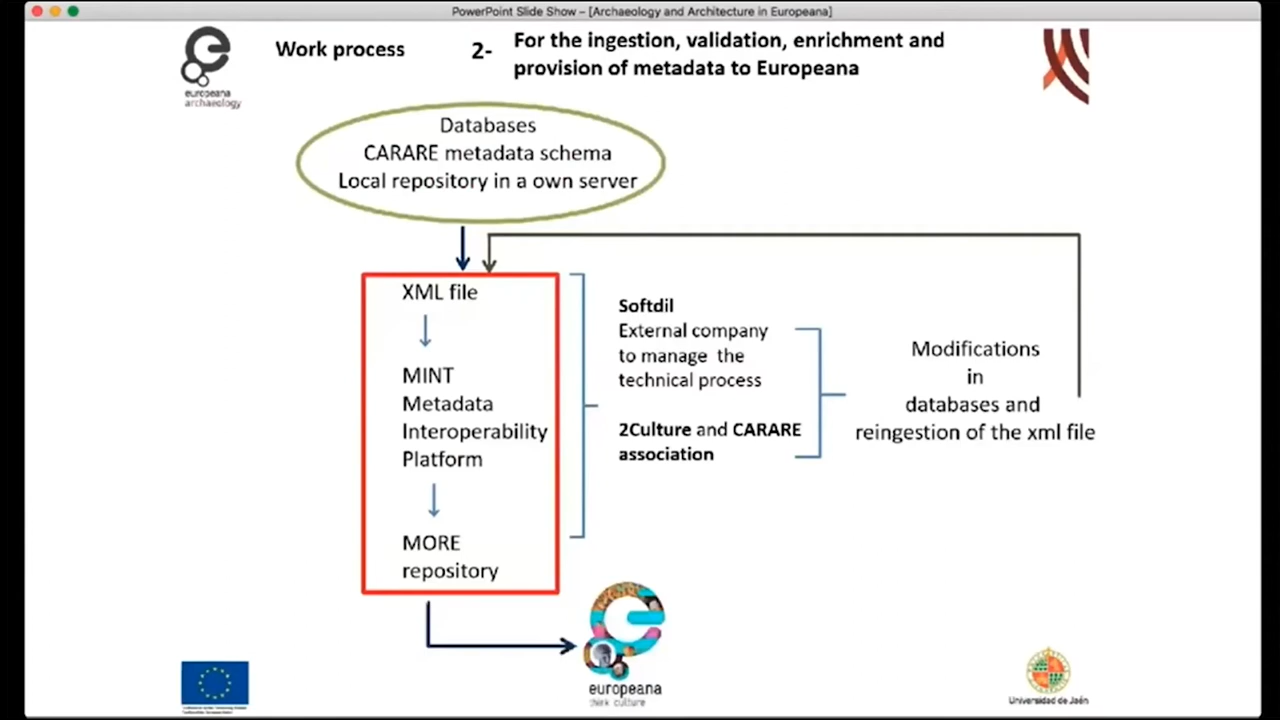 PowerPoint Slide Show – [Archaeology and Architecture in Europeana]
europeana
archaeology
Work process
2-
For the ingestion, validation, enrichment and
provision of metadata to Europeana
Databases
CARARE metadata schema
Local repository in a own server
XML file
MINT
Metadata
Interoperability
Platform
MORE
repository
Softdil
External company
to manage the
technical process
2Culture and CARARE
association
Modifications
in
databases and
reingestion of the xml file
europeana
think culture
Universidad de Jaén